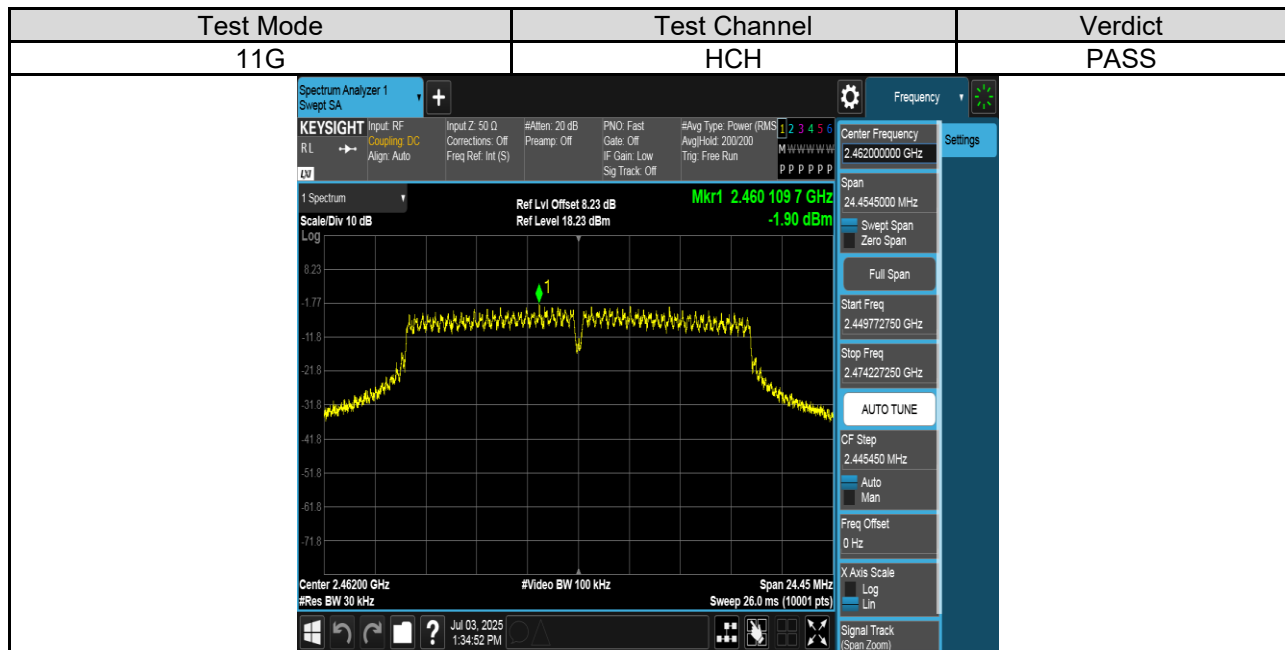 Test Mode Test Channel Verdict
11G HCH PASS
Spectrum Analyzer 1
Swept SA
+
Frequency
KEYSIGHT
RL
LXI
Input: RF
Coupling: DC
Align: Auto
Input Z: 50 Ω
Corrections: Off
Freq Ref: Int (S)
#Atten: 20 dB
Preamp: Off
PNO: Fast
Gate: Off
IF Gain: Low
Sig Track: Off
#Avg Type: Power (RMS
Avg|Hold: 200/200
Trig: Free Run
1 2 3 4 5 6
M W W W W W
P P P P P P
1 Spectrum
Scale/Div 10 dB
Log
Ref Lvl Offset 8.23 dB
Ref Level 18.23 dBm
Mkr1 2.460 109 7 GHz
-1.90 dBm
8.23
-1.77
-11.8
-21.8
-31.8
-41.8
-51.8
-61.8
-71.8
1
Center 2.46200 GHz
#Res BW 30 kHz
#Video BW 100 kHz
Span 24.45 MHz
Sweep 26.0 ms (10001 pts)
Center Frequency
2.462000000 GHz
Settings
Span
24.4545000 MHz
Swept Span
Zero Span
Full Span
Start Freq
2.449772750 GHz
Stop Freq
2.474227250 GHz
AUTO TUNE
CF Step
2.445450 MHz
Auto
Man
Freq Offset
0 Hz
X Axis Scale
Log
Lin
Signal Track
(Span Zoom)
?
Jul 03, 2025
1:34:52 PM